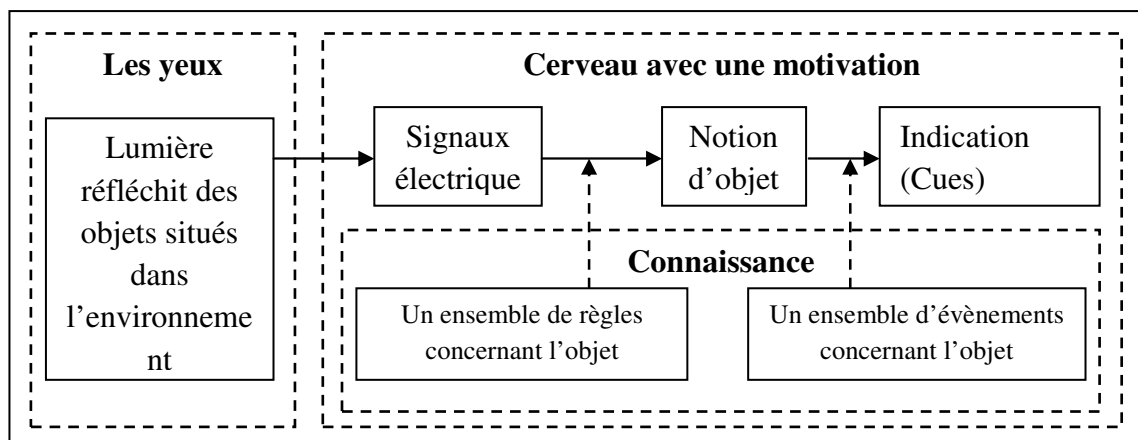 Les yeux
Lumière
réfléchit des
objets situés
dans
l’environneme
nt
Cerveau avec une motivation
Signaux
électrique
Notion
d’objet
Indication
(Cues)
Connaissance
Un ensemble de règles
concernant l’objet
Un ensemble d’évènements
concernant l’objet